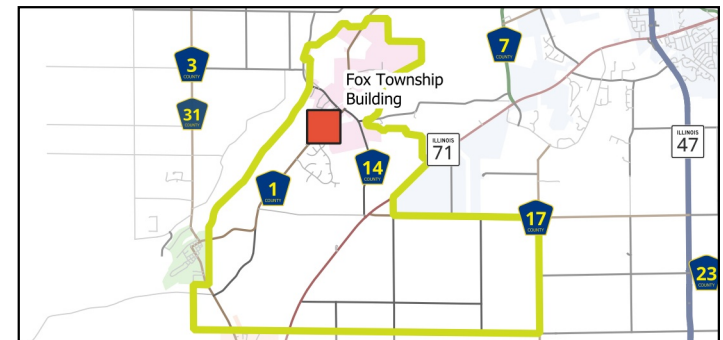 3
COUNTY
31
COUNTY
7
COUNTY
Fox Township
Building
ILLINOIS
71
ILLINOIS
47
14
COUNTY
1
COUNTY
17
COUNTY
23
COUNTY